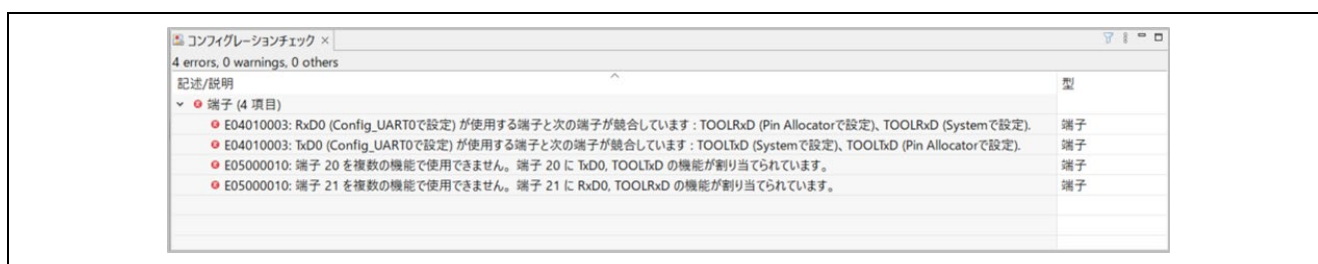 コンフィグレーションチェック ×
4 errors, 0 warnings, 0 others
記述/説明 型
端子 (4 項目)
E04010003: RxD0 (Config_UART0で設定) が使用する端子と次の端子が競合しています : TOOLRxD (Pin Allocatorで設定)、TOOLRxD (Systemで設定). 端子
E04010003: TxD0 (Config_UART0で設定) が使用する端子と次の端子が競合しています : TOOLTxD (Systemで設定)、TOOLTxD (Pin Allocatorで設定). 端子
E05000010: 端子 20 を複数の機能で使用できません。端子 20 に TxD0, TOOLTxD の機能が割り当てられています。 端子
E05000010: 端子 21 を複数の機能で使用できません。端子 21 に RxD0, TOOLRxD の機能が割り当てられています。 端子